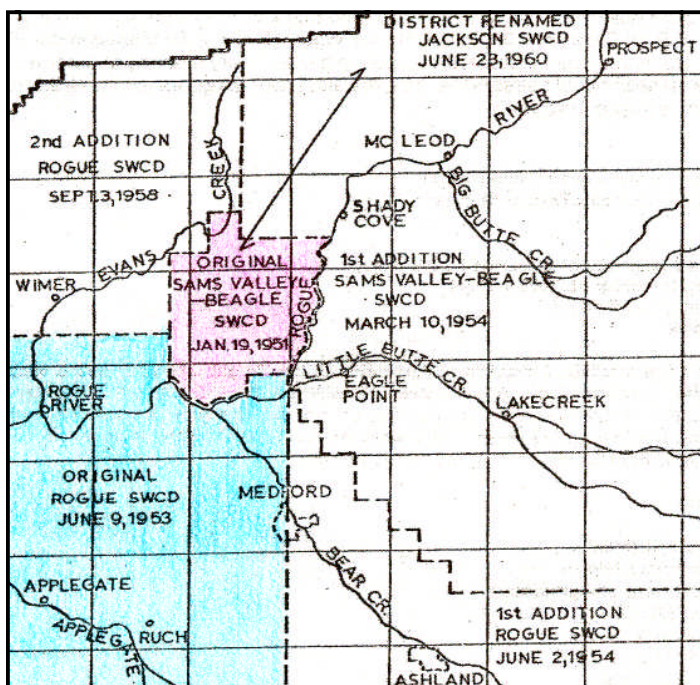 DISTRICT RENAMED
JACKSON SWCD
JUNE 23, 1960
PROSPECT
RIVER
MC LEOD
2nd ADDITION
ROGUE SWCD
SEPT. 3, 1958
CREEK
BIG BUTTE CR.
SHADY
COVE
EVANS
WIMER
ORIGINAL
SAMS VALLEY
-BEAGLE
SWCD
JAN. 19, 1951
ROGUE
1st ADDITION
SAMS VALLEY-BEAGLE
SWCD
MARCH 10, 1954
LITTLE BUTTE CR.
EAGLE
POINT
ROGUE
RIVER
LAKECREEK
ORIGINAL
ROGUE SWCD
JUNE 9, 1953
MEDFORD
BEAR CR.
APPLEGATE
APPLEGATE
RUCH
1st ADDITION
ROGUE SWCD
JUNE 2, 1954
ASHLAND